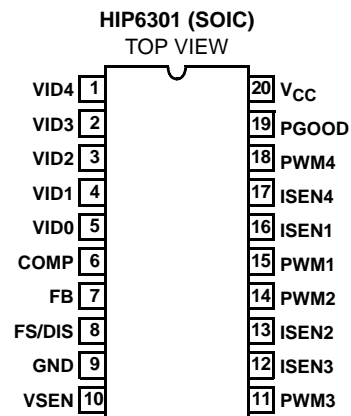 HIP6301 (SOIC)
TOP VIEW
VID4 1 20 VCC
VID3 2 19 PGOOD
VID2 3 18 PWM4
VID1 4 17 ISEN4
VID0 5 16 ISEN1
COMP 6 15 PWM1
FB 7 14 PWM2
FS/DIS 8 13 ISEN2
GND 9 12 ISEN3
VSEN 10 11 PWM3